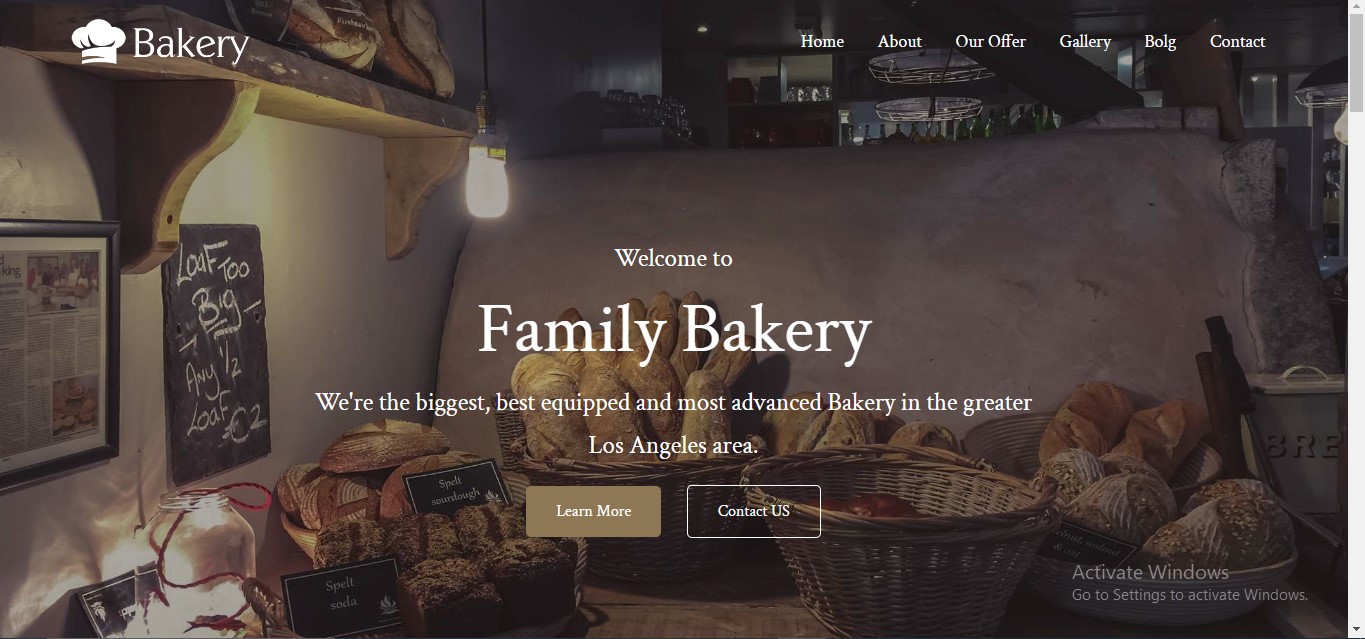 Bakery
Home
About
Our Offer
Gallery
Bolg
Contact
Welcome to
Family Bakery
We're the biggest, best equipped and most advanced Bakery in the greater
Los Angeles area.
Learn More
Contact US
LOAF TOO
BIG
ANY 1/2
LOAF €2
Spelt
sourdough
Spelt
soda
BRE
walnut
Activate Windows
Go to Settings to activate Windows.